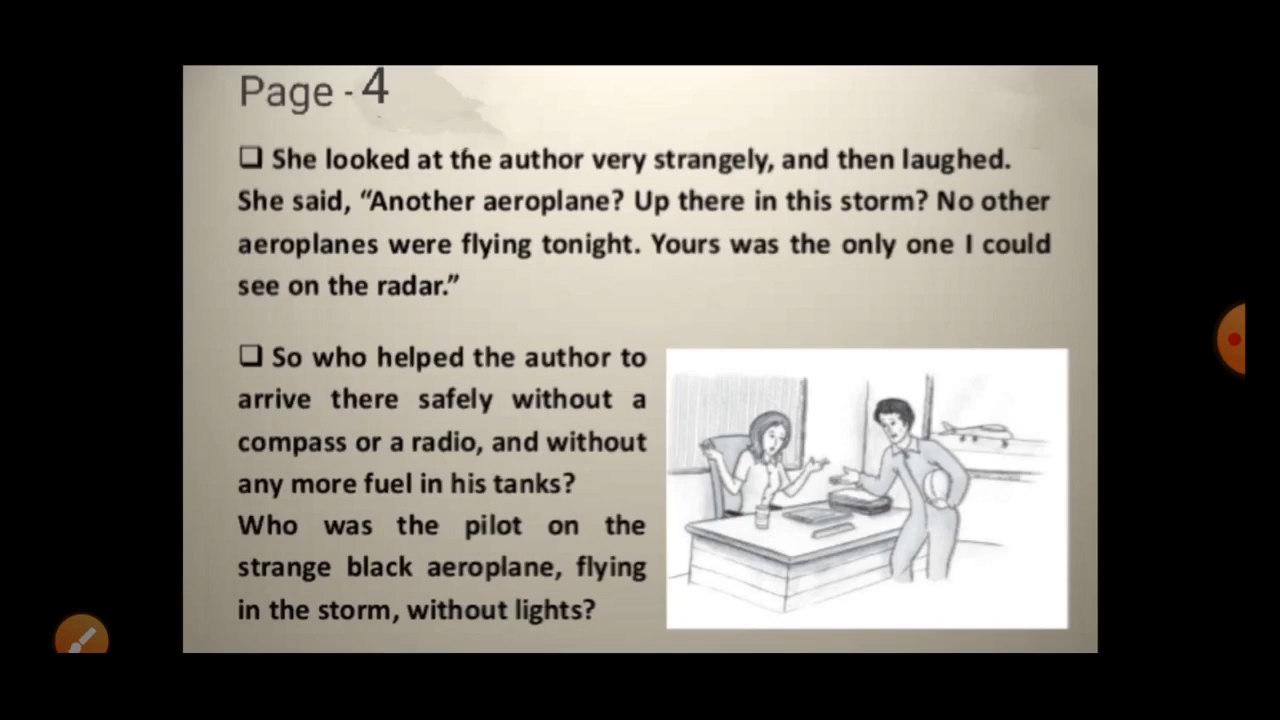 Page - 4
❑ She looked at the author very strangely, and then laughed.
She said, “Another aeroplane? Up there in this storm? No other
aeroplanes were flying tonight. Yours was the only one I could
see on the radar.”
❑ So who helped the author to
arrive there safely without a
compass or a radio, and without
any more fuel in his tanks?
Who was the pilot on the
strange black aeroplane, flying
in the storm, without lights?